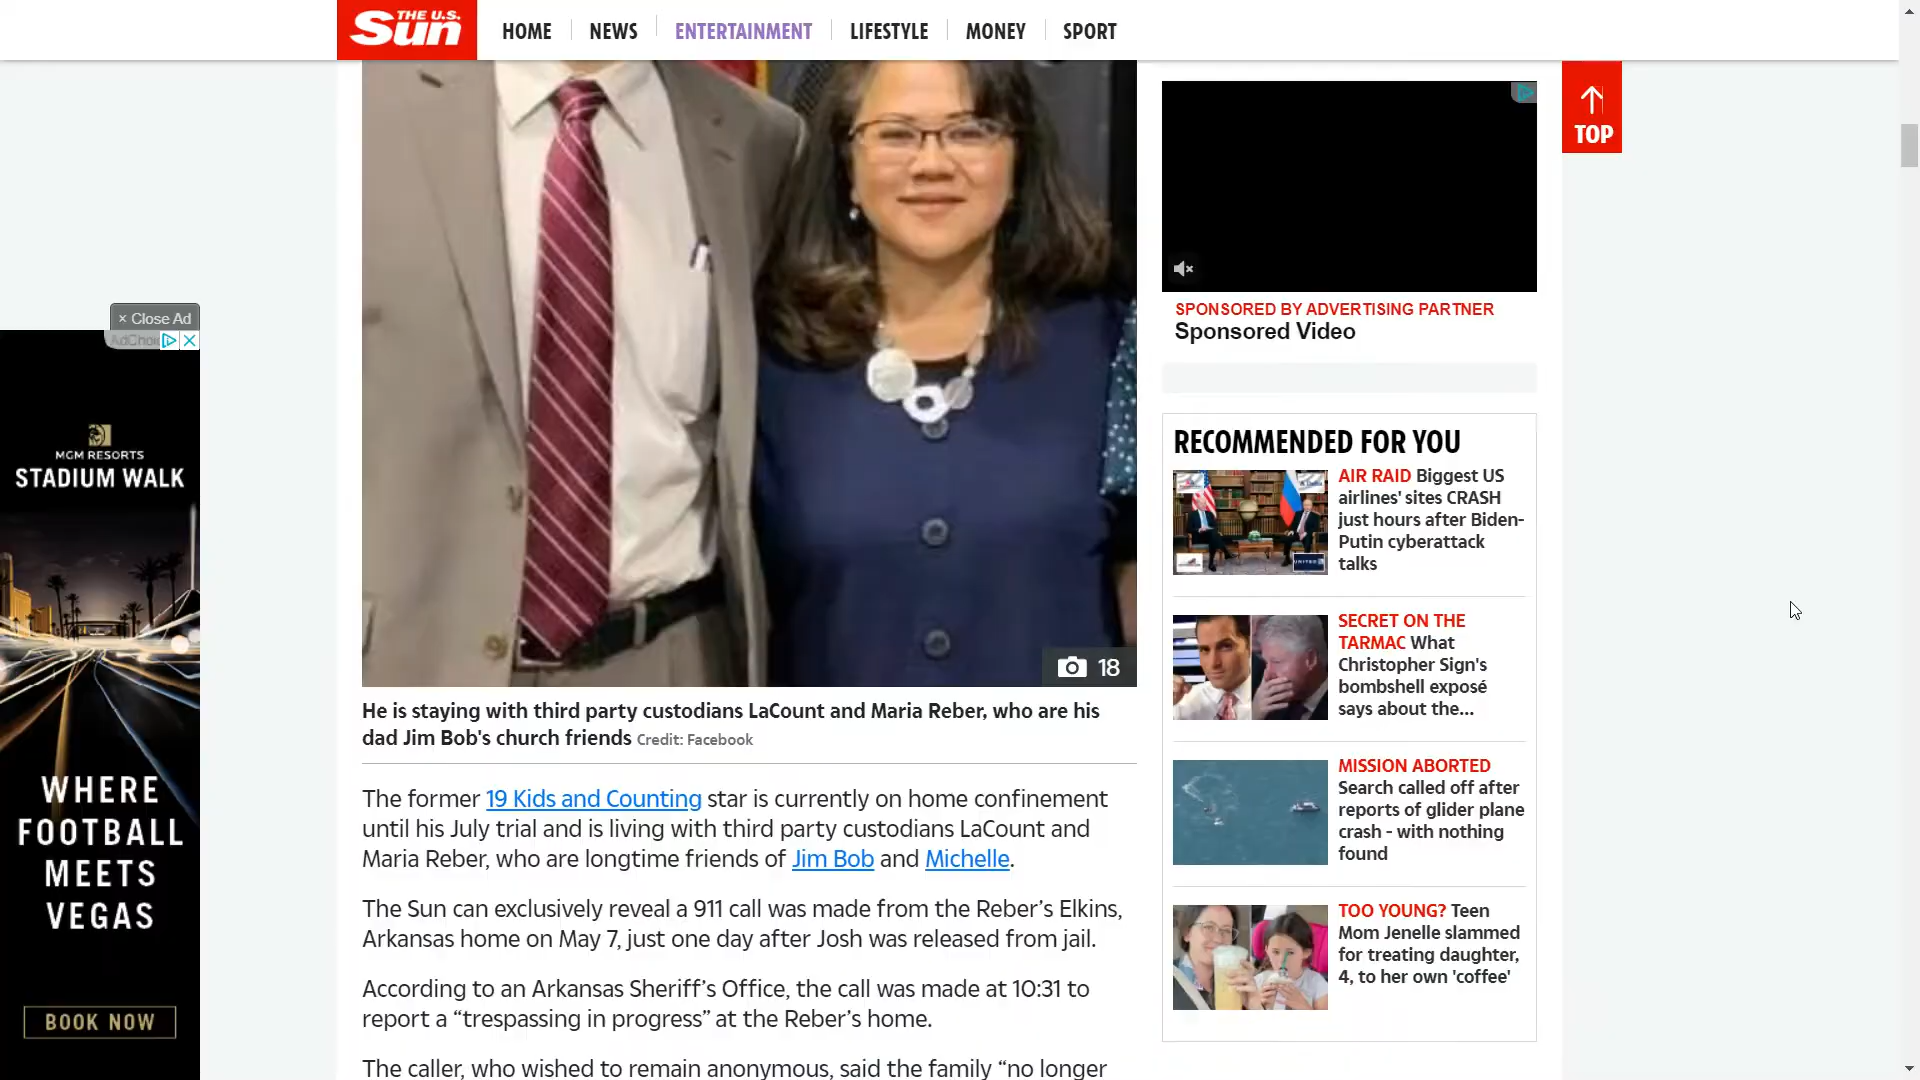 THE U.S.
Sun
HOME
NEWS
ENTERTAINMENT
LIFESTYLE
MONEY
SPORT
TOP
× Close Ad
MGM RESORTS
STADIUM WALK
WHERE
FOOTBALL
MEETS
VEGAS
BOOK NOW
18
He is staying with third party custodians LaCount and Maria Reber, who are his
dad Jim Bob's church friends Credit: Facebook
The former 19 Kids and Counting star is currently on home confinement
until his July trial and is living with third party custodians LaCount and
Maria Reber, who are longtime friends of Jim Bob and Michelle.
The Sun can exclusively reveal a 911 call was made from the Reber’s Elkins,
Arkansas home on May 7, just one day after Josh was released from jail.
According to an Arkansas Sheriff’s Office, the call was made at 10:31 to
report a “trespassing in progress” at the Reber’s home.
The caller, who wished to remain anonymous, said the family “no longer
SPONSORED BY ADVERTISING PARTNER
Sponsored Video
RECOMMENDED FOR YOU
AIR RAID Biggest US
airlines' sites CRASH
just hours after Biden-
Putin cyberattack
talks
SECRET ON THE
TARMAC What
Christopher Sign's
bombshell exposé
says about the...
MISSION ABORTED
Search called off after
reports of glider plane
crash - with nothing
found
TOO YOUNG? Teen
Mom Jenelle slammed
for treating daughter,
4, to her own 'coffee'